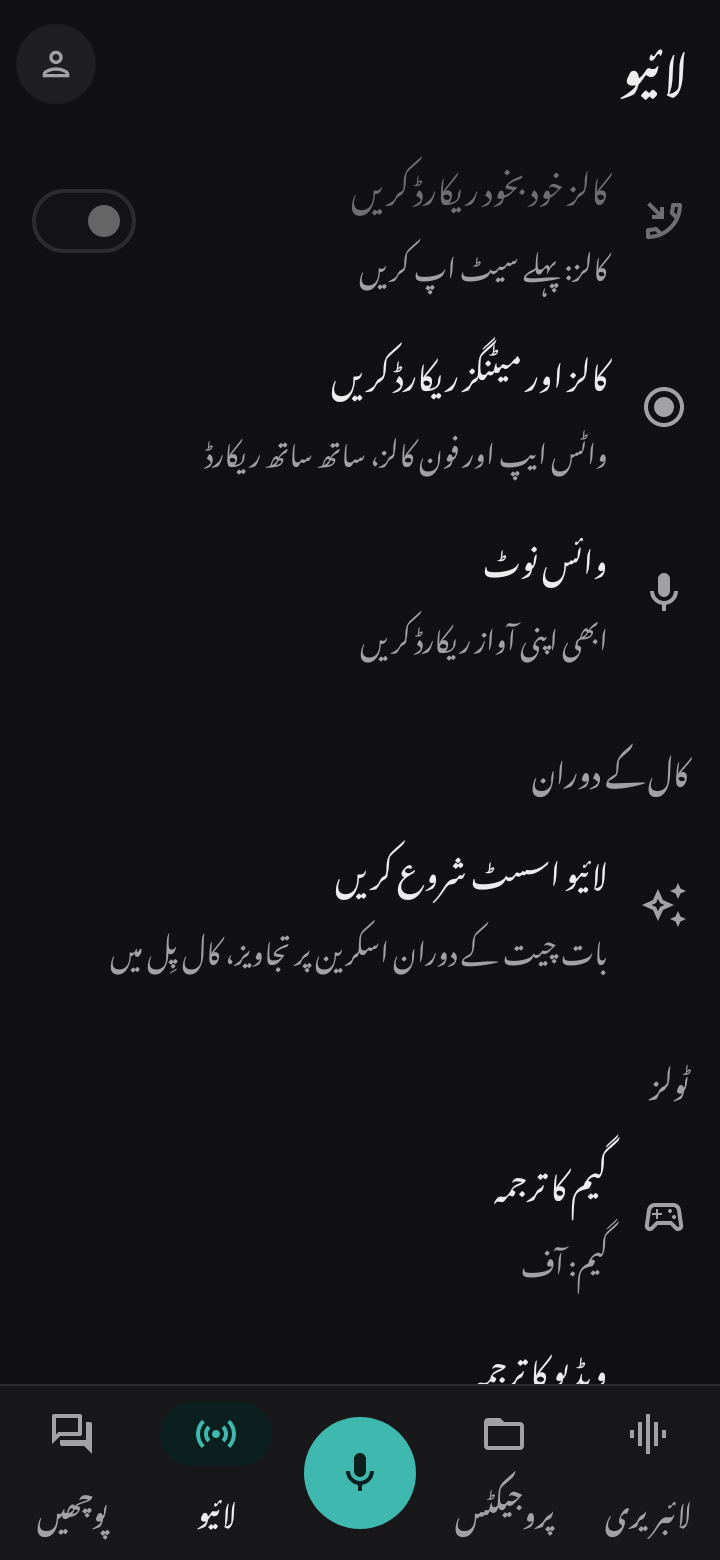 لائیو
کالز خود بخود ریکارڈ کریں
کالز: پہلے سیٹ اپ کریں
کالز اور میٹنگز ریکارڈ کریں
واٹس ایپ اور فون کالز، ساتھ ساتھ ریکارڈ
وائس نوٹ
ابھی اپنی آواز ریکارڈ کریں
کال کے دوران
لائیو اسسٹ شروع کریں
بات چیت کے دوران اسکرین پر تجاویز، کال پِل میں
ٹولز
گیم کا ترجمہ
گیم: آف
ویڈیو کا ترجمہ
لائبریری
پروجیکٹس
لائیو
پوچھیں